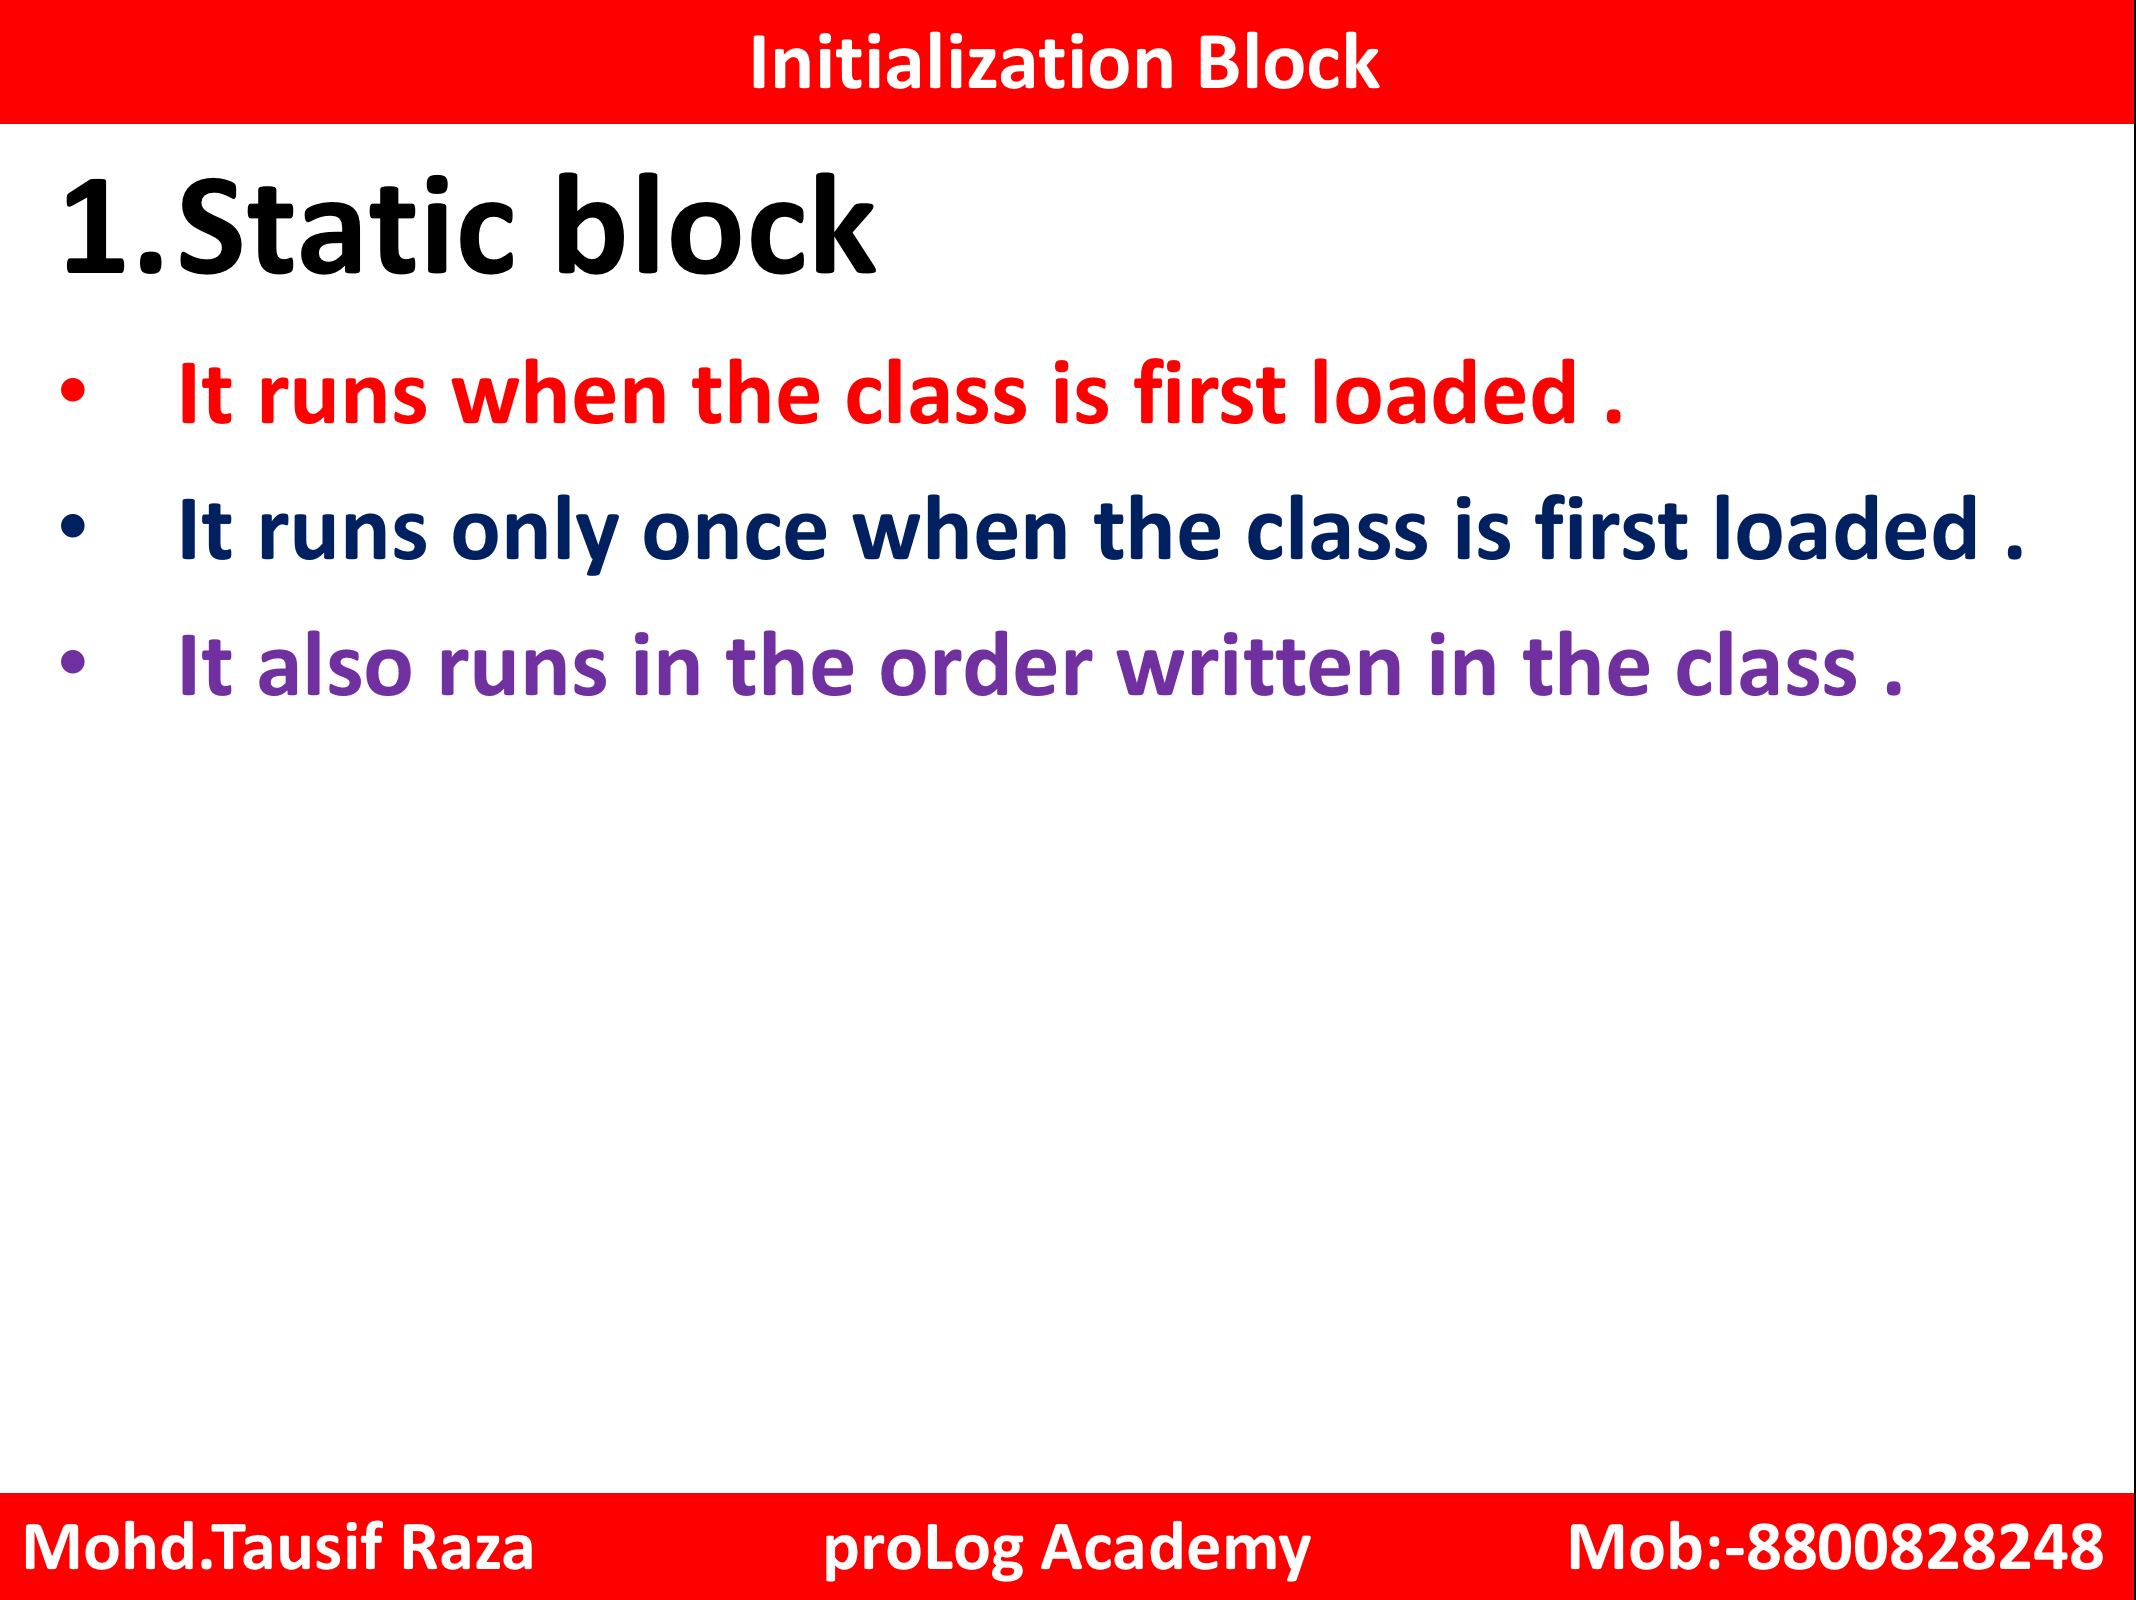 Initialization Block
1. Static block
• It runs when the class is first loaded .
• It runs only once when the class is first loaded .
• It also runs in the order written in the class .
Mohd.Tausif Raza proLog Academy Mob:-8800828248